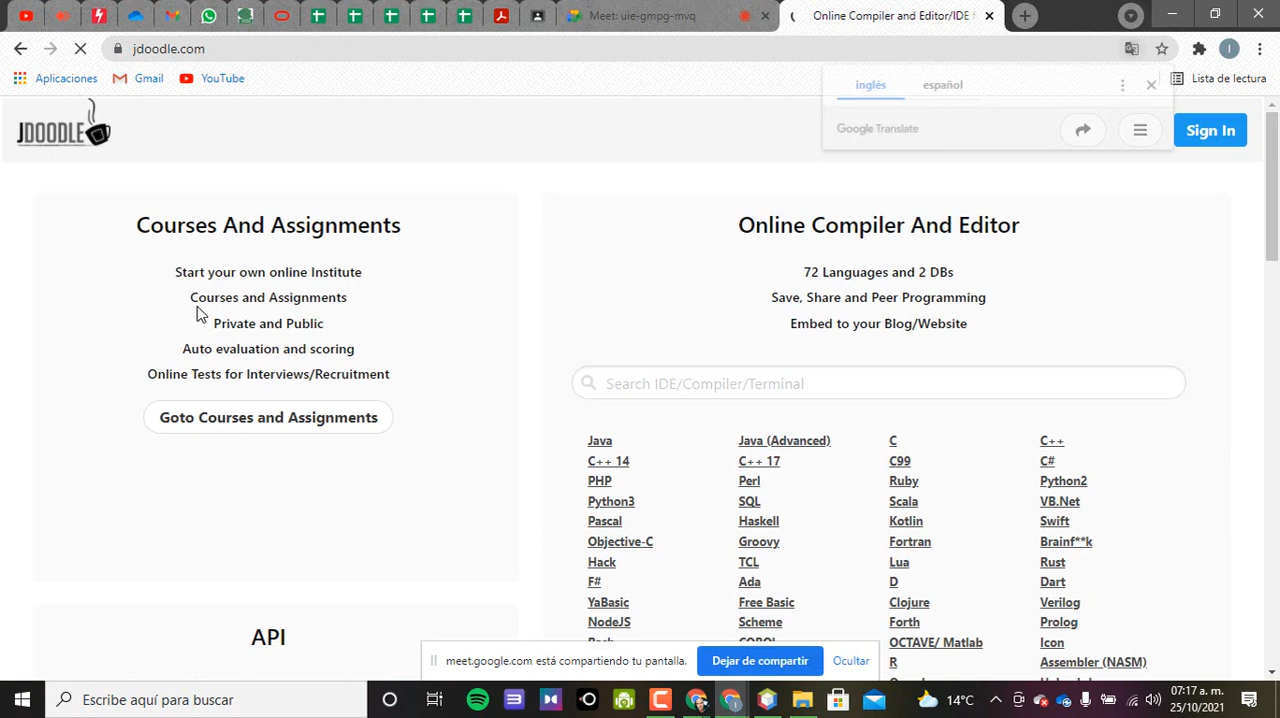 Meet: uie-gmpg-mvq
Online Compiler and Editor/IDE f
jdoodle.com
Aplicaciones
Gmail
YouTube
Lista de lectura
inglés
español
Google Translate
JDOODLE
Sign In
Courses And Assignments
Start your own online Institute
Courses and Assignments
Private and Public
Auto evaluation and scoring
Online Tests for Interviews/Recruitment
Goto Courses and Assignments
API
Online Compiler And Editor
72 Languages and 2 DBs
Save, Share and Peer Programming
Embed to your Blog/Website
Search IDE/Compiler/Terminal
Java Java (Advanced) C C++
C++ 14 C++ 17 C99 C#
PHP Perl Ruby Python2
Python3 SQL Scala VB.Net
Pascal Haskell Kotlin Swift
Objective-C Groovy Fortran Brainf**k
Hack TCL Lua Rust
F# Ada D Dart
YaBasic Free Basic Clojure Verilog
NodeJS Scheme Forth Prolog
COBOL OCTAVE/ Matlab Icon
R Assembler (NASM)
meet.google.com está compartiendo tu pantalla.
Dejar de compartir
Ocultar
Escribe aquí para buscar
14°C
07:17 a. m.
25/10/2021